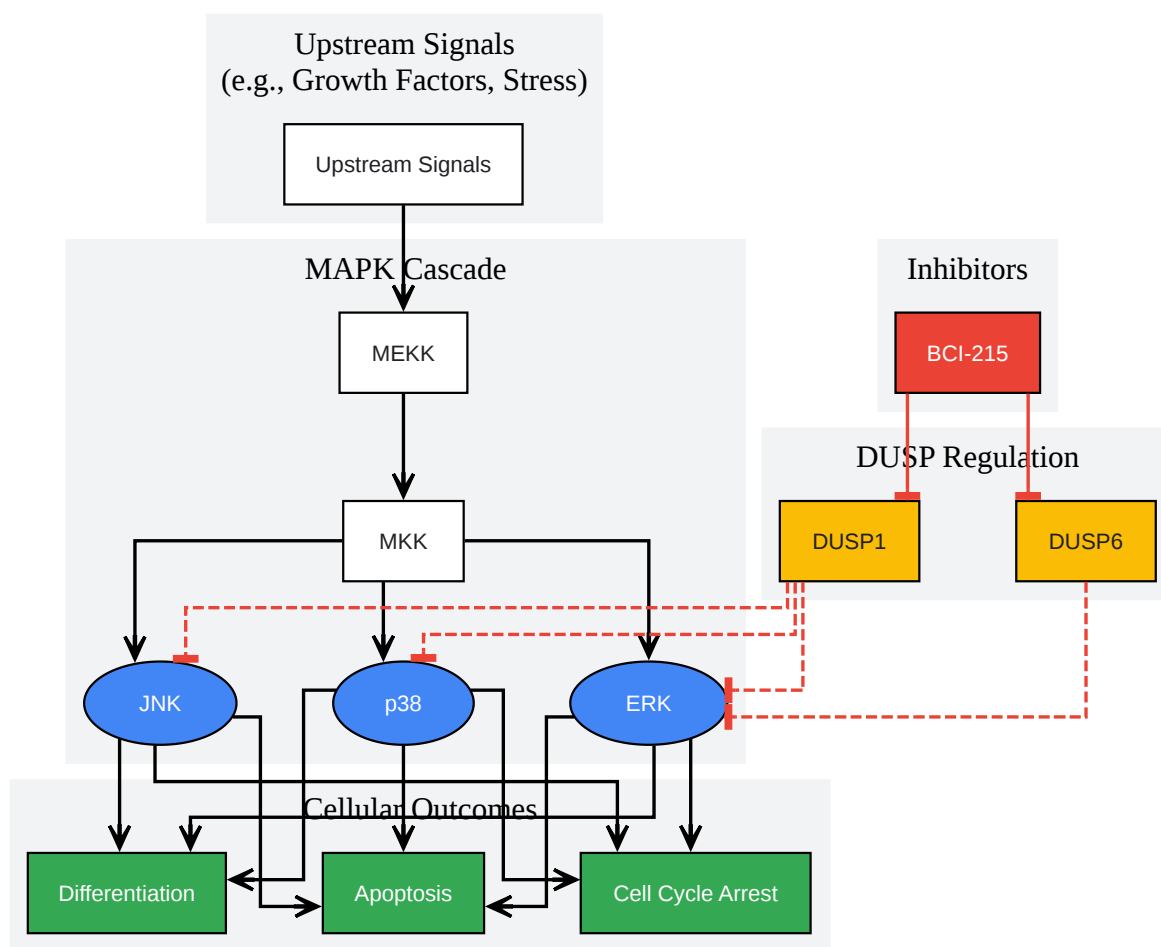 Upstream Signals
(e.g., Growth Factors, Stress)
Upstream Signals
MAPK Cascade
Inhibitors
MEKK
BCI-215
DUSP Regulation
MKK
DUSP1
DUSP6
JNK
p38
ERK
Cellular Outcomes
Differentiation
Apoptosis
Cell Cycle Arrest